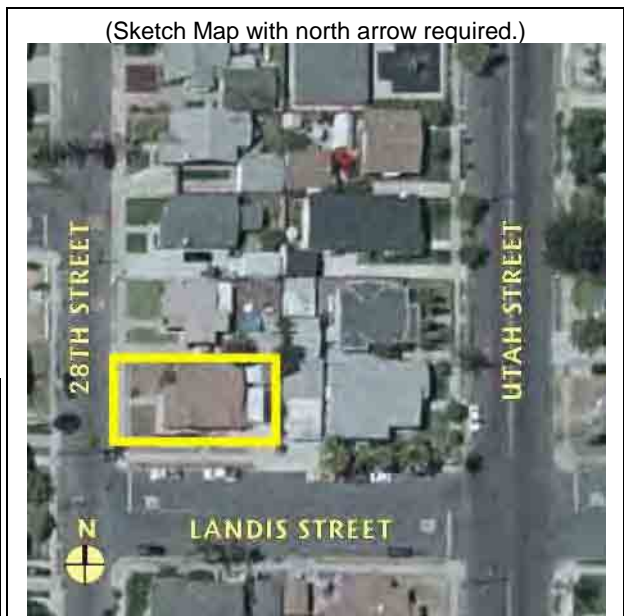 (Sketch Map with north arrow required.)
28TH STREET
UTAH STREET
N
LANDIS STREET